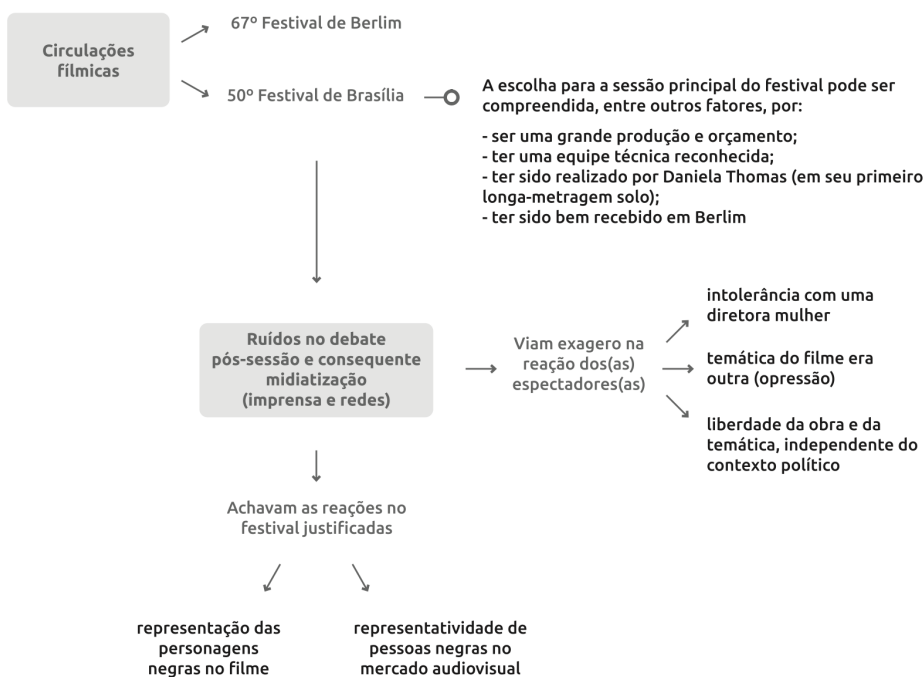 Circulações
fílmicas
67º Festival de Berlim
50º Festival de Brasília
A escolha para a sessão principal do festival pode ser
compreendida, entre outros fatores, por:
- ser uma grande produção e orçamento;
- ter uma equipe técnica reconhecida;
- ter sido realizado por Daniela Thomas (em seu primeiro
longa-metragem solo);
- ter sido bem recebido em Berlim
Ruídos no debate
pós-sessão e consequente
midiatização
(imprensa e redes)
Viam exagero na
reação dos(as)
espectadores(as)
intolerância com uma
diretora mulher
temática do filme era
outra (opressão)
liberdade da obra e da
temática, independente do
contexto político
Achavam as reações no
festival justificadas
representação das
personagens
negras no filme
representatividade de
pessoas negras no
mercado audiovisual